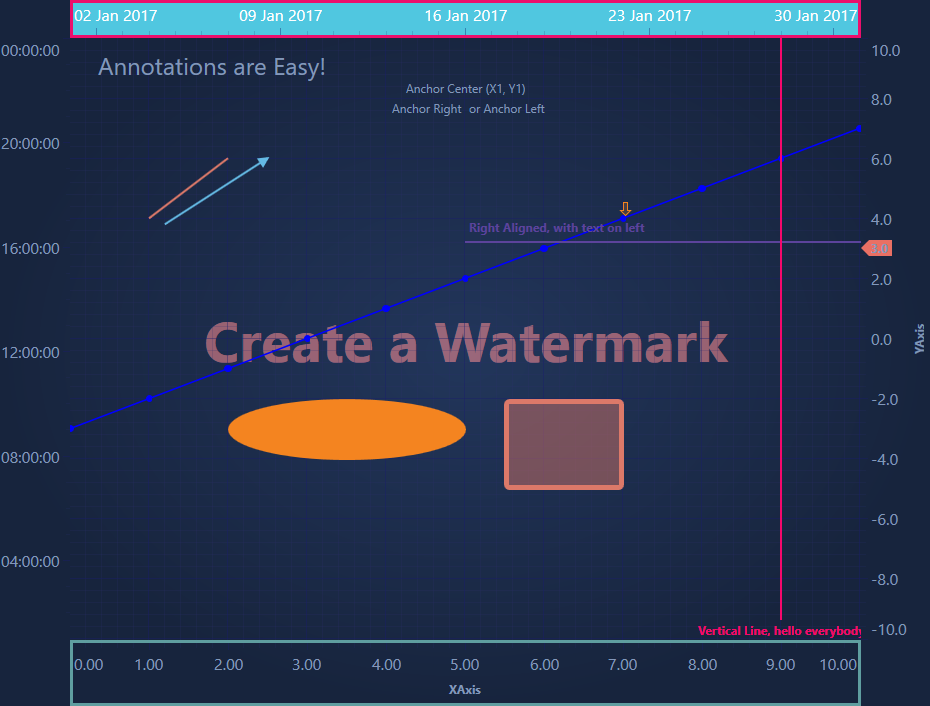 02 Jan 2017 09 Jan 2017 16 Jan 2017 23 Jan 2017 30 Jan 2017
00:00:00
20:00:00
16:00:00
12:00:00
08:00:00
04:00:00
Annotations are Easy!
Anchor Center (X1, Y1)
Anchor Right or Anchor Left
Right Aligned, with text on left
Create a Watermark
Vertical Line, hello everybody
10.0
8.0
6.0
4.0
3.0
2.0
0.0
-2.0
-4.0
-6.0
-8.0
-10.0
YAxis
0.00 1.00 2.00 3.00 4.00 5.00 6.00 7.00 8.00 9.00 10.00
XAxis